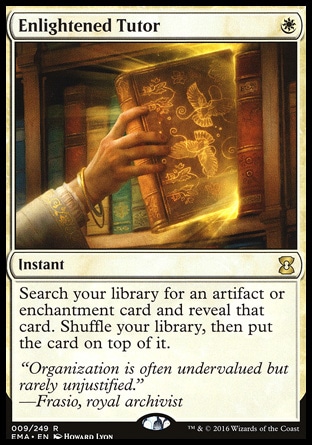 Enlightened Tutor
Instant
Search your library for an artifact or
enchantment card and reveal that
card. Shuffle your library, then put
the card on top of it.
“Organization is often undervalued but
rarely unjustified.”
—Frasio, royal archivist
009/249 R
EMA • EN Howard Lyon
™ & © 2016 Wizards of the Coast